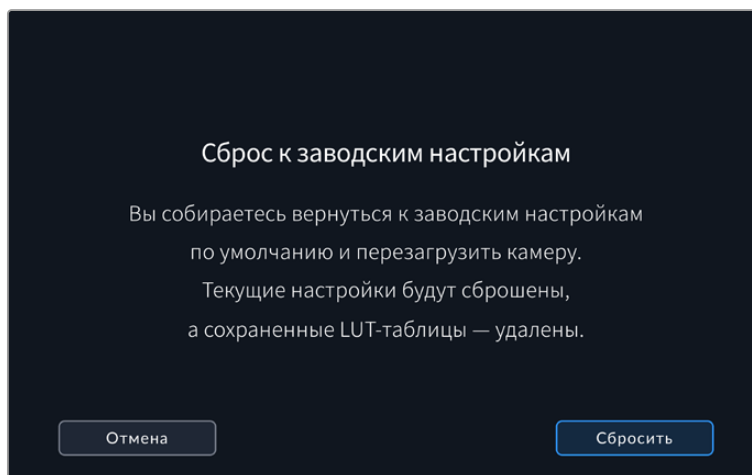 Сброс к заводским настройкам
Вы собираетесь вернуться к заводским настройкам
по умолчанию и перезагрузить камеру.
Текущие настройки будут сброшены,
а сохраненные LUT-таблицы — удалены.
Отмена
Сбросить